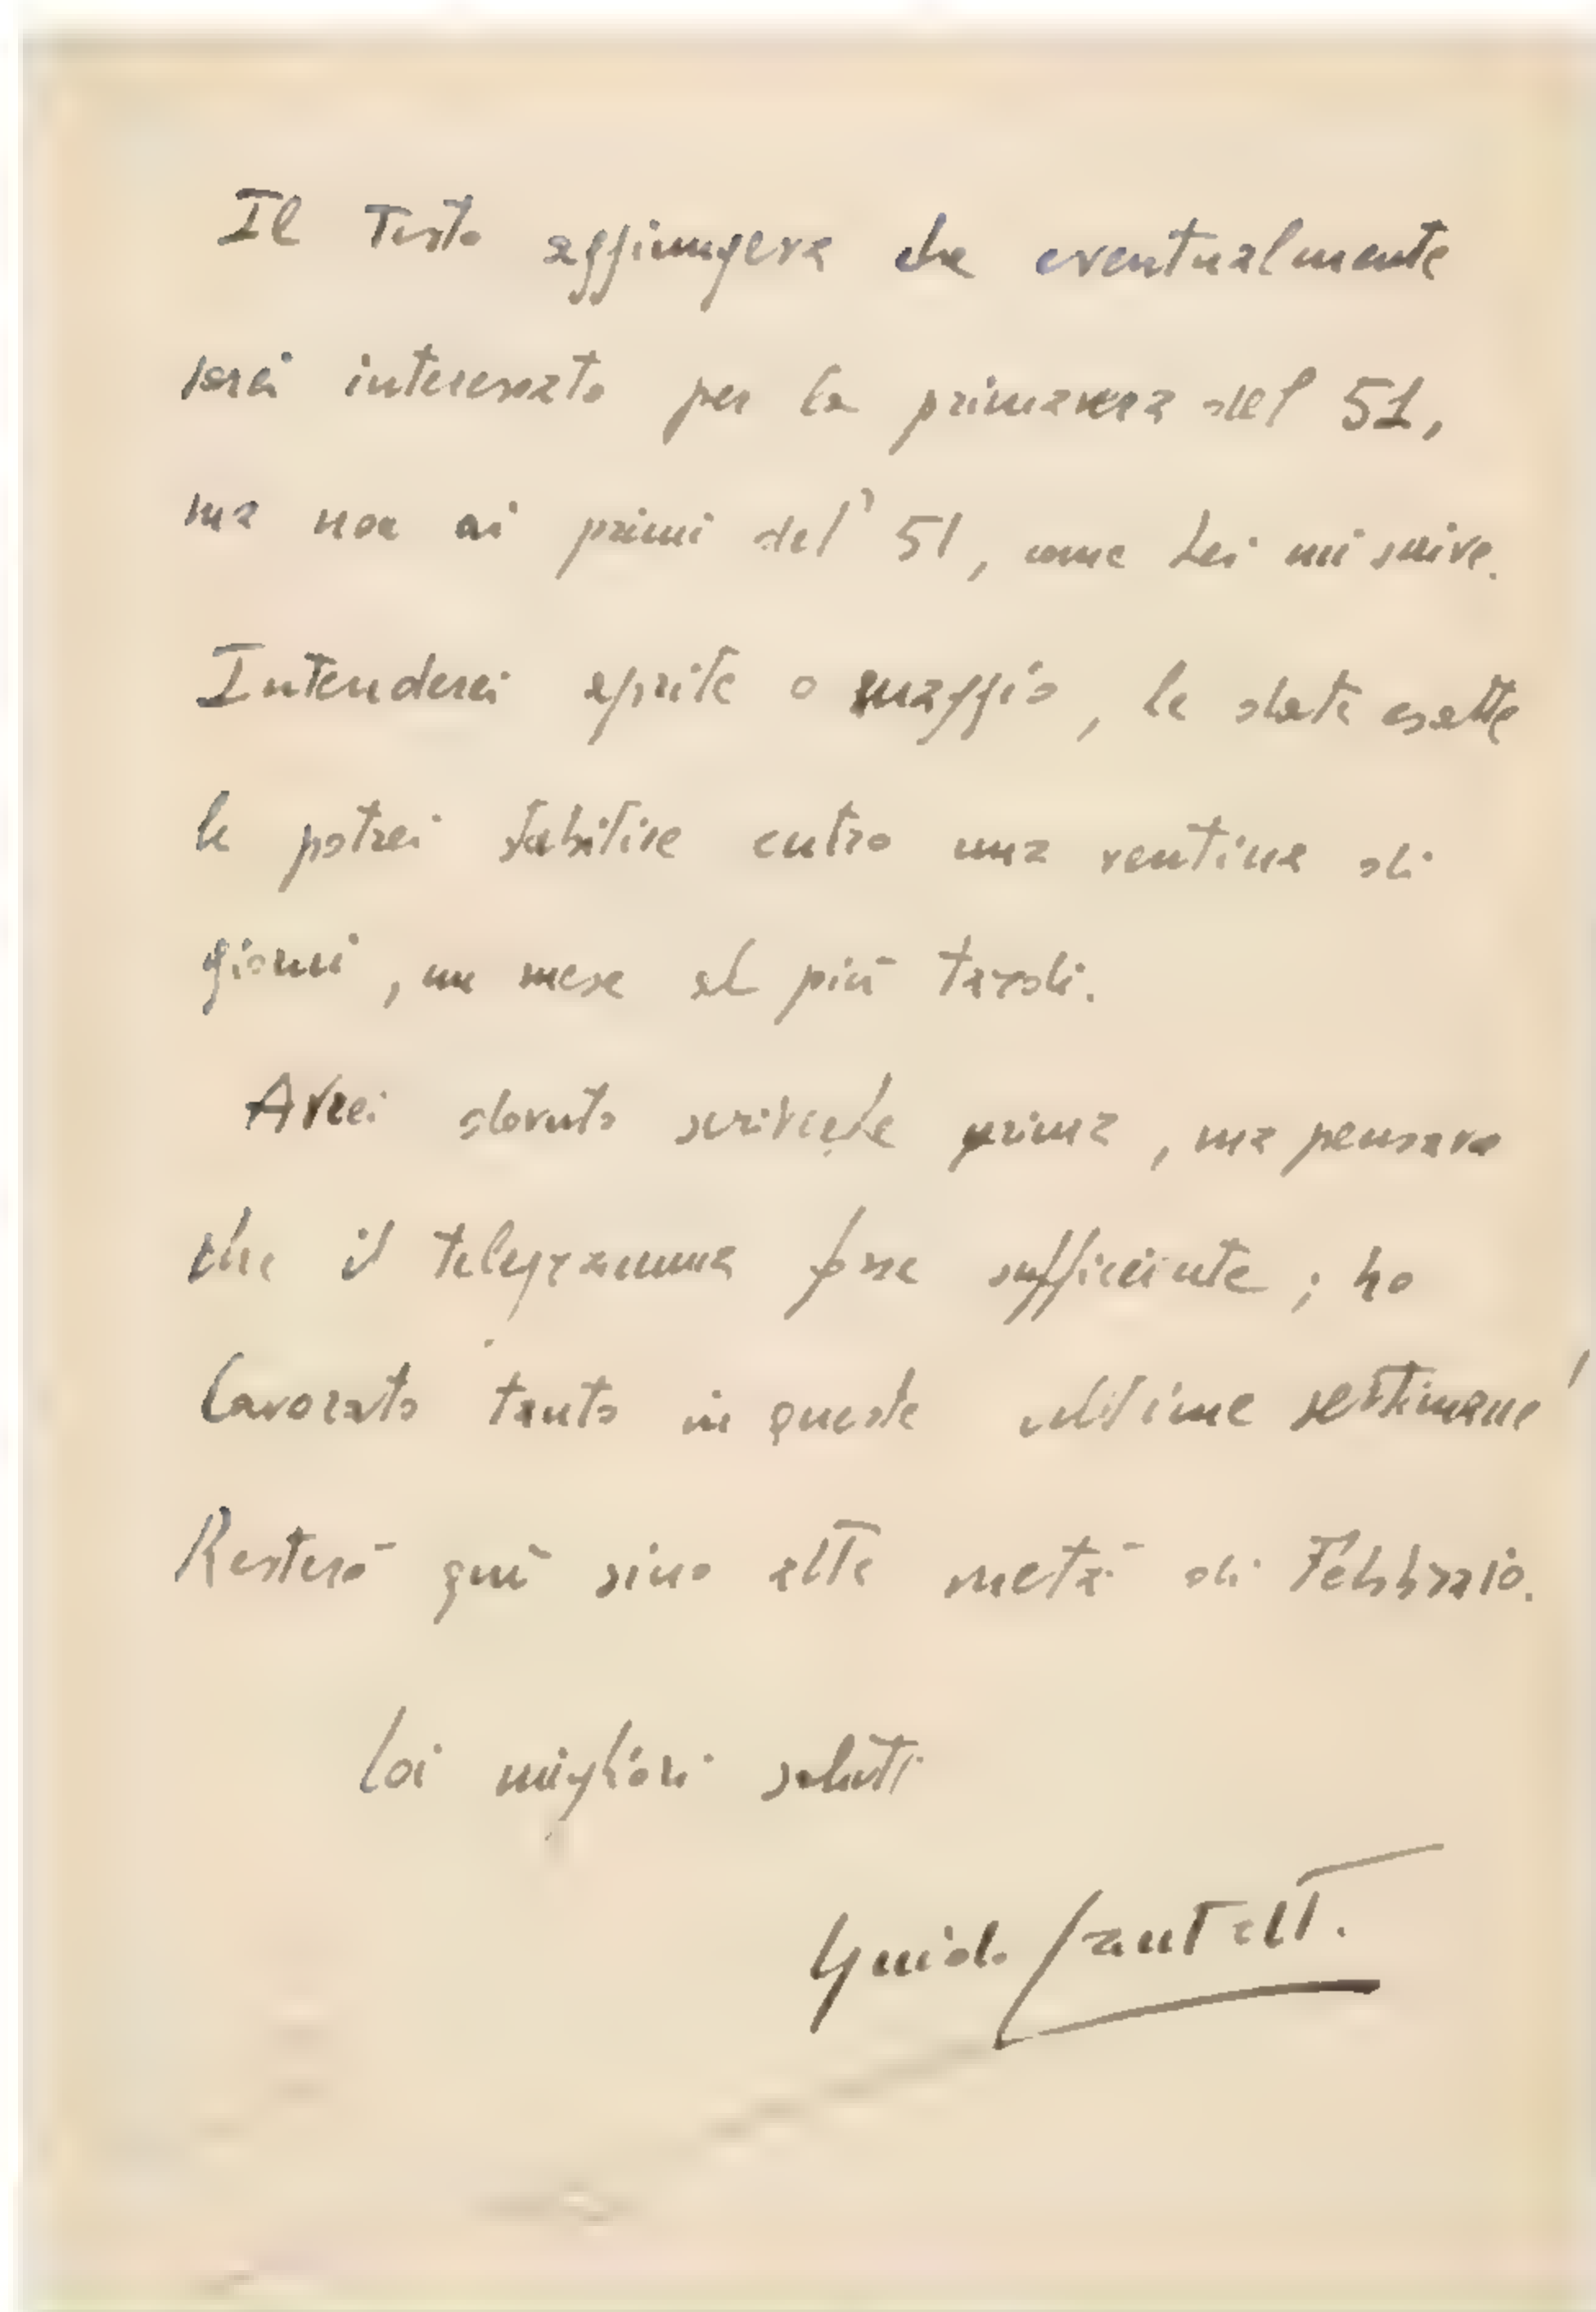 Il testo aggiungeva che eventualmente
sarei interessato per la primavera del 51,
ma non ai primi del' 51, come Lei mi scrive.
Intenderei aprile o maggio, le date esatte
le potrei stabilire entro una ventina di
giorni, un mese al più tardi.
Avrei dovuto scriverle prima, ma pensavo
che il telegramma fosse sufficiente; ho
lavorato tanto in queste ultime settimane!
Resterò quì sino alla metà di Febbraio.
Coi migliori saluti
Guido Cantelli